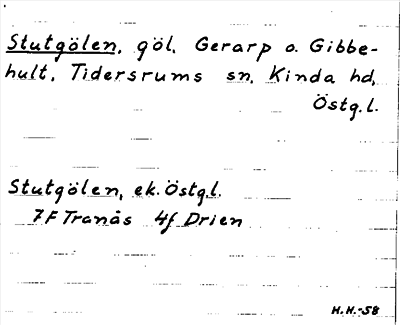 Stutgölen, göl, Gerarp o. Gibbe-
hult, Tidersrums sn, Kinda hd,
Östg.l.
Stutgölen, ek. Östg.l.
7F Tranås 4f Drien
H.H.-58